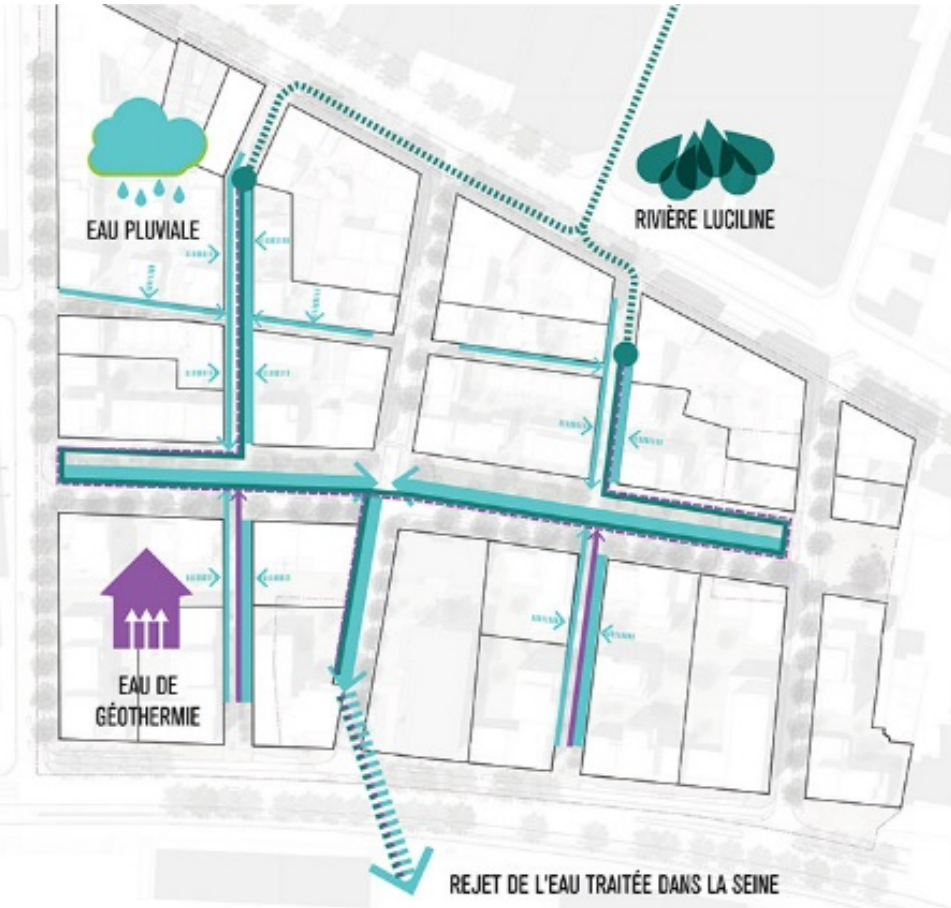 EAU PLUVIALE
RIVIÈRE LUCILINE
EAU DE
GÉOTHERMIE
REJET DE L'EAU TRAITÉE DANS LA SEINE